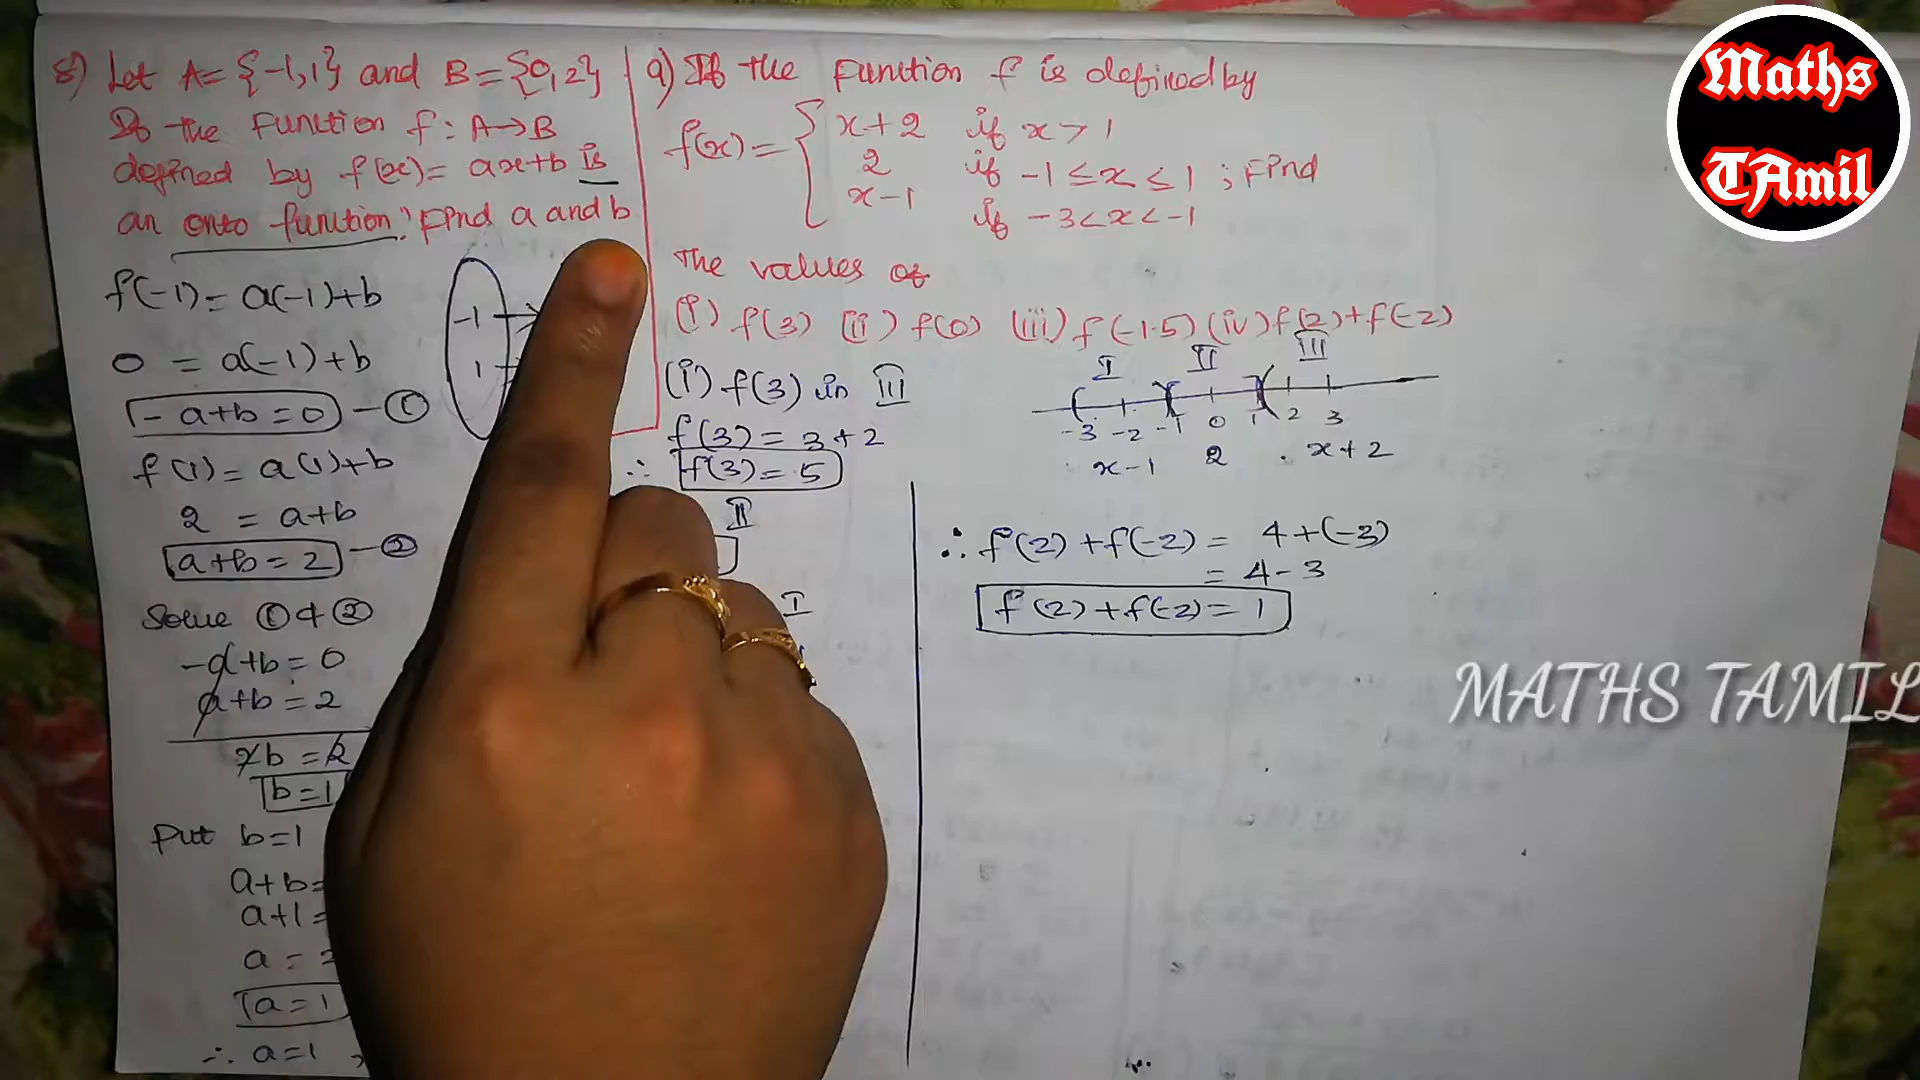 8) Let A = {-1, 1} and B = {0, 2}
If the Function f : A→B
defined by f(x) = ax+b is
an onto function, Find a and b
f(-1) = a(-1)+b
0 = a(-1)+b
-a+b = 0 — ①
f(1) = a(1)+b
2 = a+b
a+b = 2 — ②
Solve ① & ②
-a+b = 0
a+b = 2
2b = 2
b = 1
Put b=1
a+b =
a+1 =
a = 2
a = 1
∴ a = 1
-1
1
9) If the Function f is defined by
f(x) = { x+2 if x > 1
2 if -1 ≤ x ≤ 1 ; Find
x-1 if -3 < x < -1
The values of
(i) f(3) (ii) f(0) (iii) f(-1.5) (iv) f(2)+f(-2)
I II III
-3 -2 -1 0 1 2 3
x-1 2 x+2
(i) f(3) in III
f(3) = 3+2
∴ f(3) = 5
II
I
∴ f(2)+f(-2) = 4+(-3)
= 4-3
f(2)+f(-2) = 1
Maths
TAmil
MATHS TAMIL